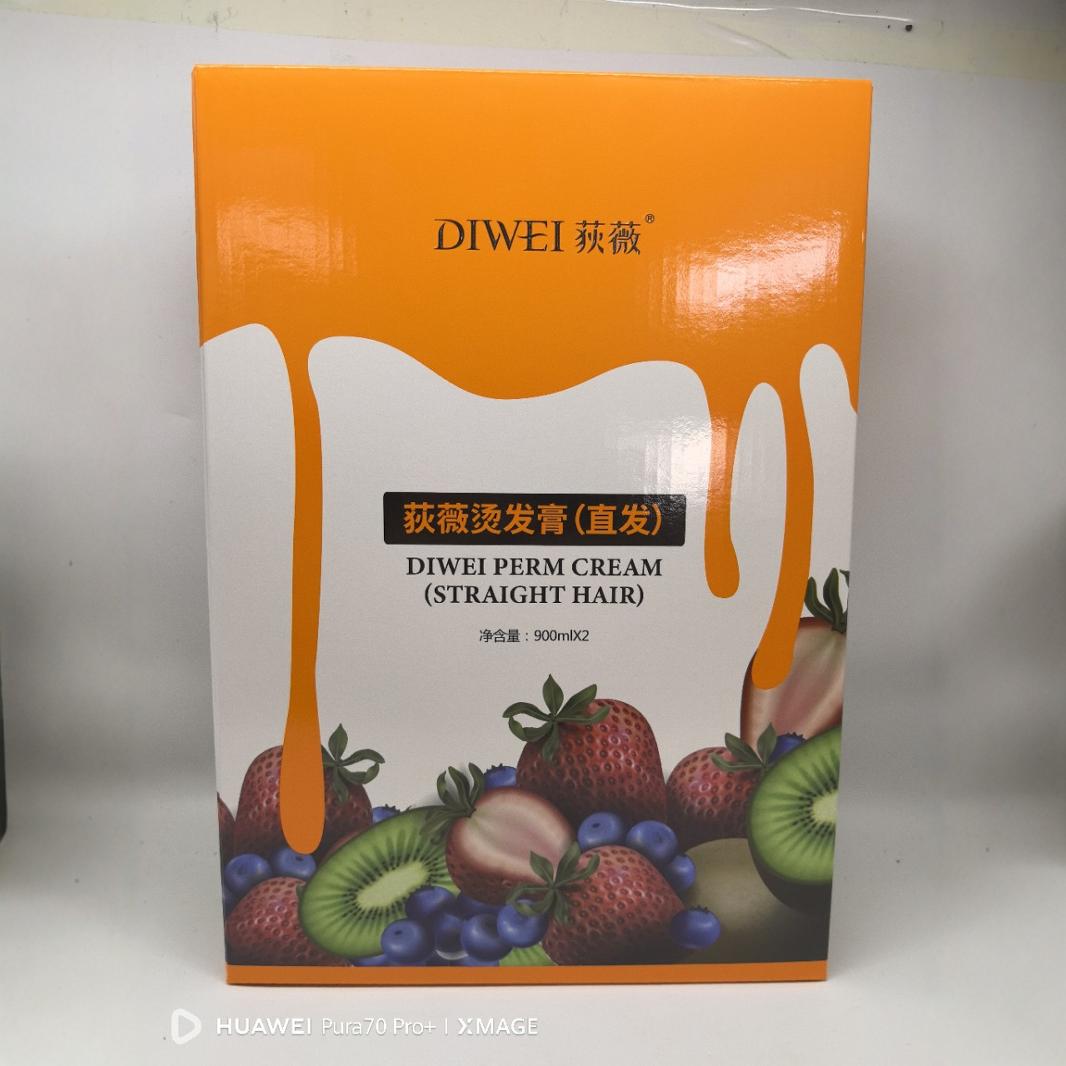 DIWEI 荻薇®
荻薇烫发膏(直发)
DIWEI PERM CREAM
(STRAIGHT HAIR)
净含量：900mlX2
HUAWEI Pura70 Pro+ | XMAGE